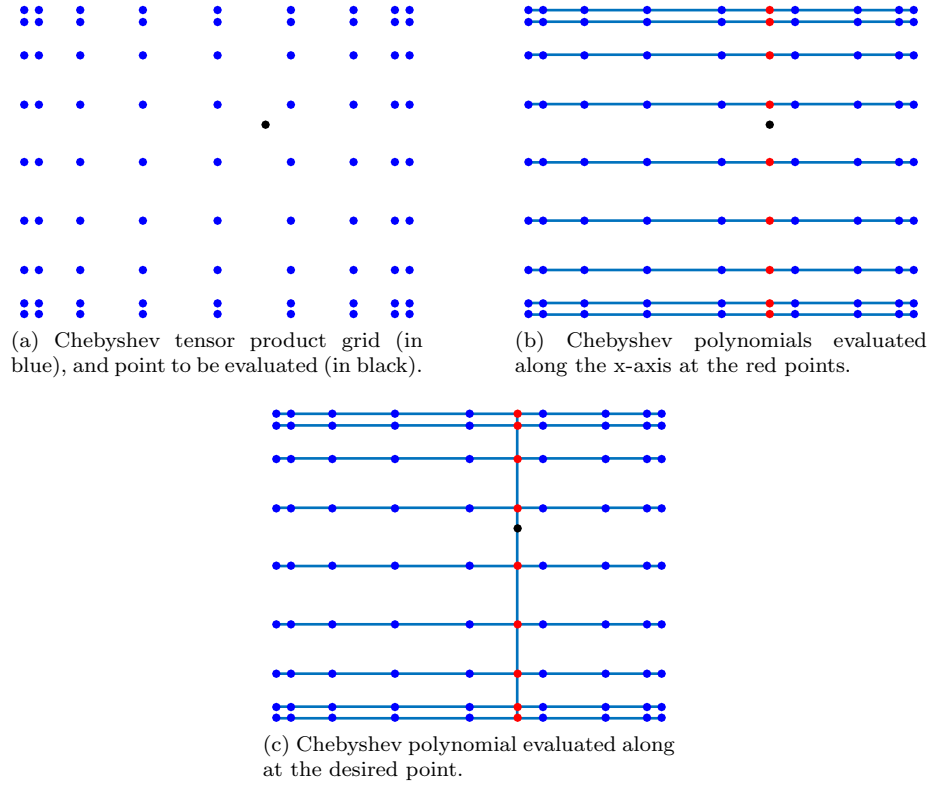 (a) Chebyshev tensor product grid (in
blue), and point to be evaluated (in black).
(b) Chebyshev polynomials evaluated
along the x-axis at the red points.
(c) Chebyshev polynomial evaluated along
at the desired point.